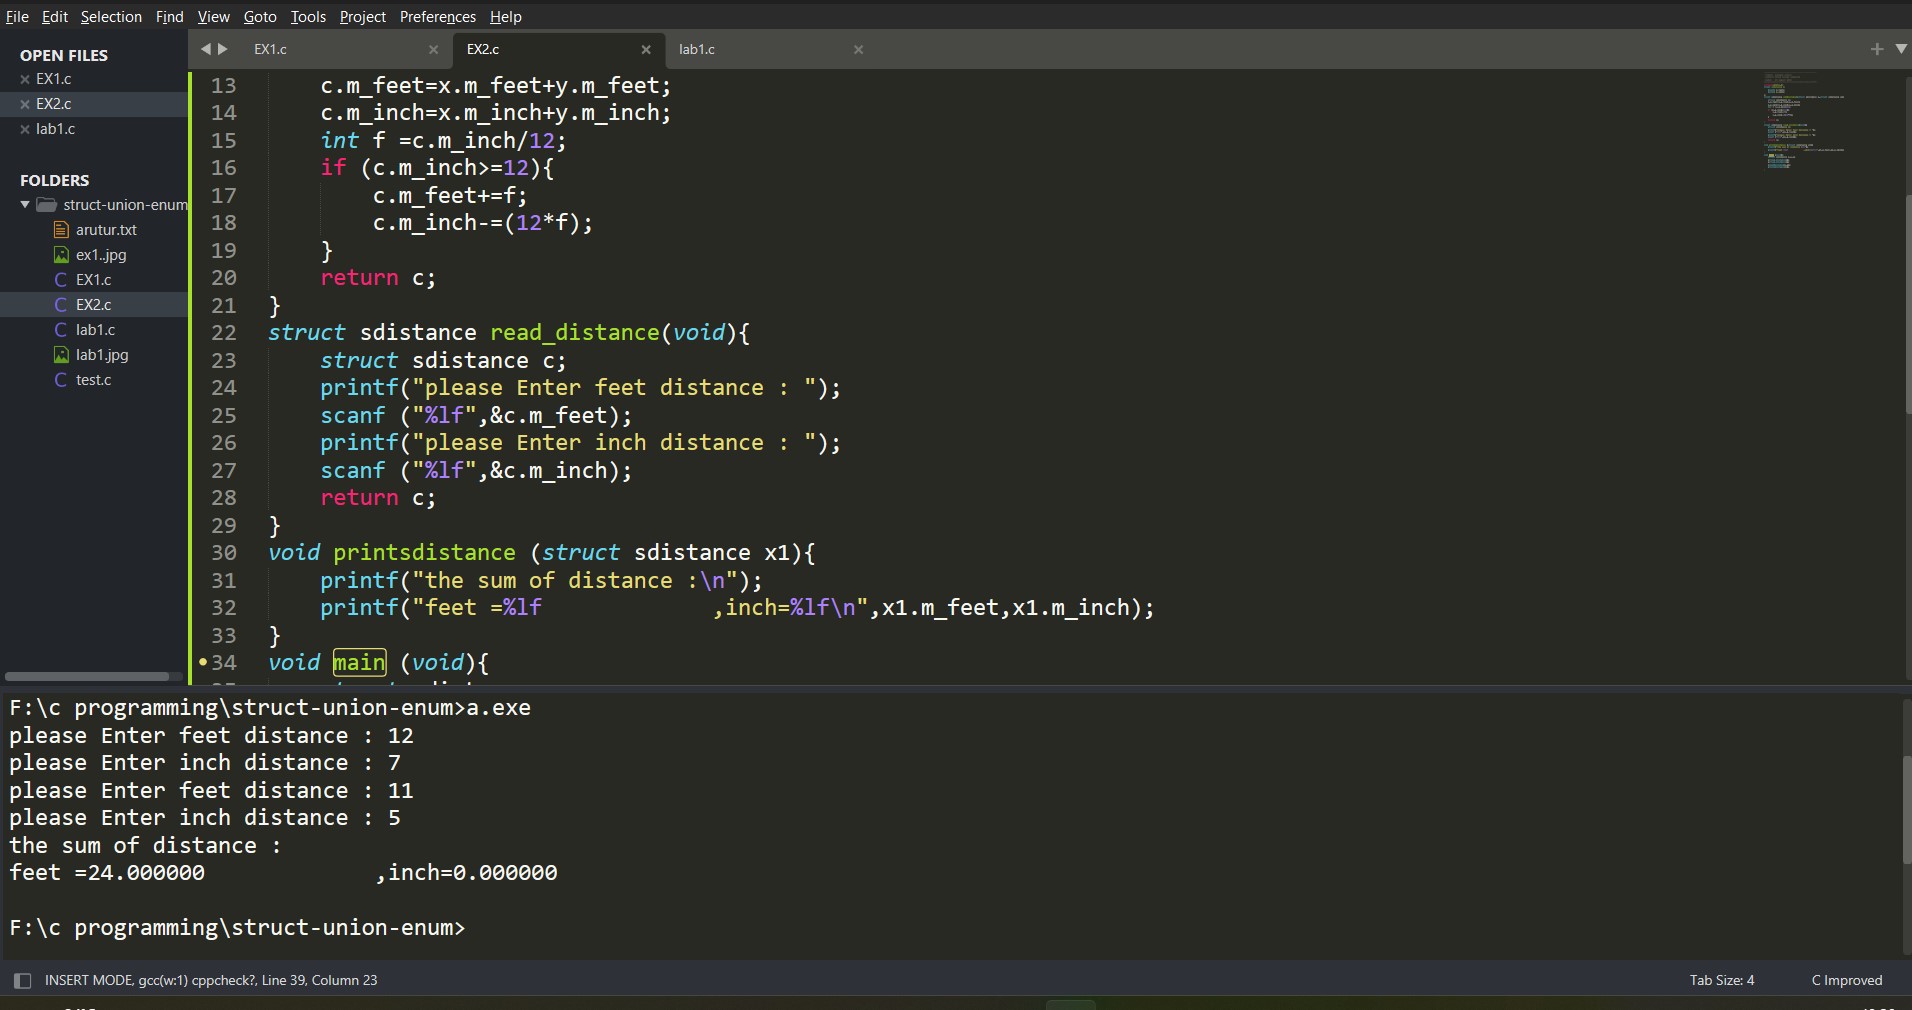 File Edit Selection Find View Goto Tools Project Preferences Help
OPEN FILES
EX1.c
EX2.c
lab1.c
FOLDERS
struct-union-enum
arutur.txt
ex1..jpg
EX1.c
EX2.c
lab1.c
lab1.jpg
test.c
EX1.c EX2.c lab1.c
13 c.m_feet=x.m_feet+y.m_feet;
14 c.m_inch=x.m_inch+y.m_inch;
15 int f =c.m_inch/12;
16 if (c.m_inch>=12){
17 c.m_feet+=f;
18 c.m_inch-=(12*f);
19 }
20 return c;
21 }
22 struct sdistance read_distance(void){
23 struct sdistance c;
24 printf("please Enter feet distance : ");
25 scanf ("%lf",&c.m_feet);
26 printf("please Enter inch distance : ");
27 scanf ("%lf",&c.m_inch);
28 return c;
29 }
30 void printsdistance (struct sdistance x1){
31 printf("the sum of distance :\n");
32 printf("feet =%lf ,inch=%lf\n",x1.m_feet,x1.m_inch);
33 }
34 void main (void){
F:\c programming\struct-union-enum>a.exe
please Enter feet distance : 12
please Enter inch distance : 7
please Enter feet distance : 11
please Enter inch distance : 5
the sum of distance :
feet =24.000000 ,inch=0.000000
F:\c programming\struct-union-enum>
INSERT MODE, gcc(w:1) cppcheck?, Line 39, Column 23 Tab Size: 4 C Improved